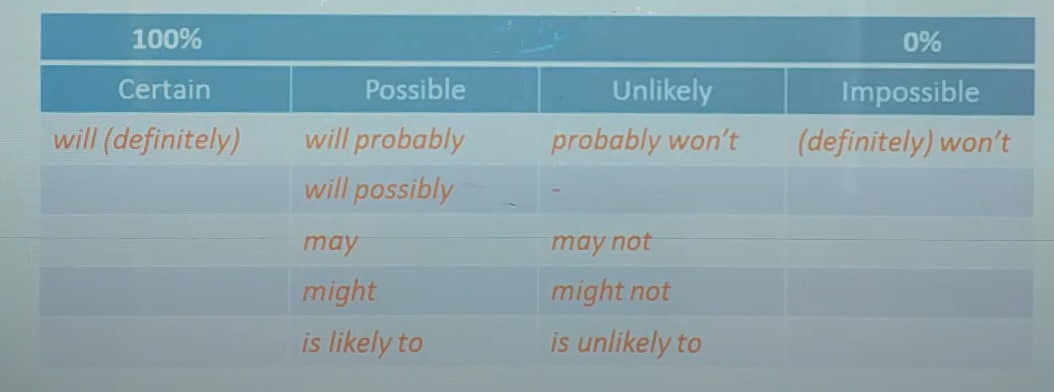 100% 0%
Certain Possible Unlikely Impossible
will (definitely) will probably probably won't (definitely) won't
will possibly -
may may not
might might not
is likely to is unlikely to